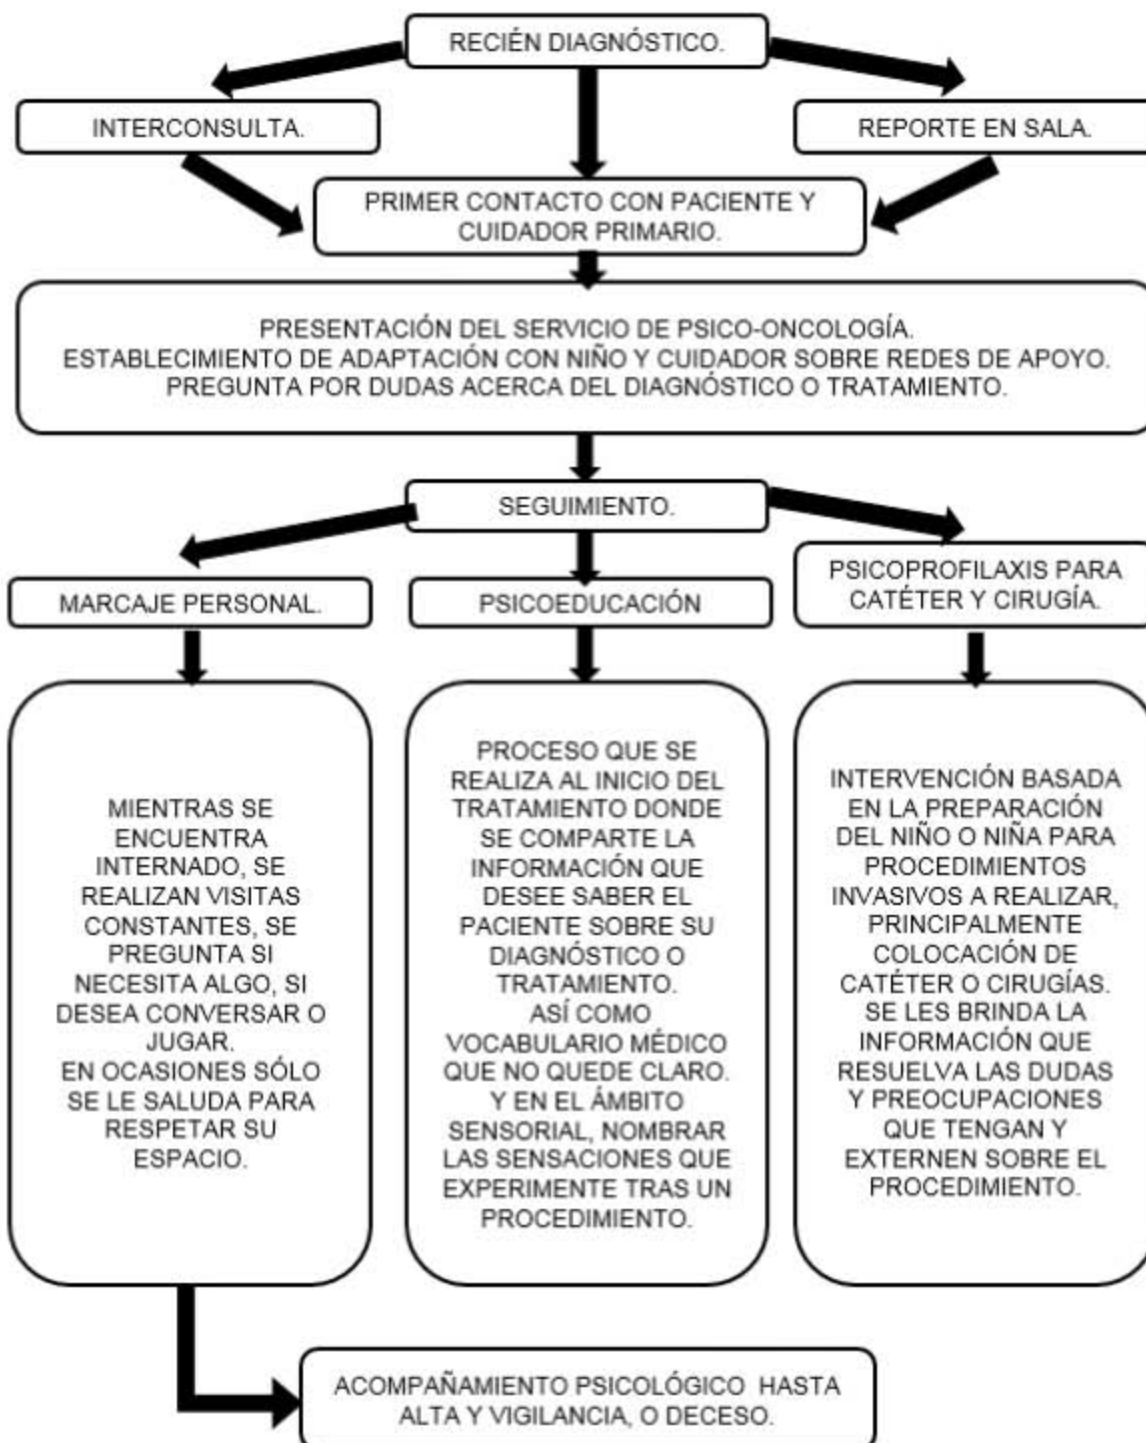 RECIÉN DIAGNÓSTICO.
INTERCONSULTA.
REPORTE EN SALA.
PRIMER CONTACTO CON PACIENTE Y
CUIDADOR PRIMARIO.
PRESENTACIÓN DEL SERVICIO DE PSICO-ONCOLOGÍA.
ESTABLECIMIENTO DE ADAPTACIÓN CON NIÑO Y CUIDADOR SOBRE REDES DE APOYO.
PREGUNTA POR DUDAS ACERCA DEL DIAGNÓSTICO O TRATAMIENTO.
SEGUIMIENTO.
MARCAJE PERSONAL.
PSICOEDUCACIÓN
PSICOPROFILAXIS PARA
CATÉTER Y CIRUGÍA.
MIENTRAS SE
ENCUENTRA
INTERNADO, SE
REALIZAN VISITAS
CONSTANTES, SE
PREGUNTA SI
NECESITA ALGO, SI
DESEA CONVERSAR O
JUGAR.
EN OCASIONES SÓLO
SE LE SALUDA PARA
RESPETAR SU
ESPACIO.
PROCESO QUE SE
REALIZA AL INICIO DEL
TRATAMIENTO DONDE
SE COMPARTE LA
INFORMACIÓN QUE
DESEE SABER EL
PACIENTE SOBRE SU
DIAGNÓSTICO O
TRATAMIENTO.
ASÍ COMO
VOCABULARIO MÉDICO
QUE NO QUEDE CLARO.
Y EN EL ÁMBITO
SENSORIAL, NOMBRAR
LAS SENSACIONES QUE
EXPERIMENTE TRAS UN
PROCEDIMIENTO.
INTERVENCIÓN BASADA
EN LA PREPARACIÓN
DEL NIÑO O NIÑA PARA
PROCEDIMIENTOS
INVASIVOS A REALIZAR,
PRINCIPALMENTE
COLOCACIÓN DE
CATÉTER O CIRUGÍAS.
SE LES BRINDA LA
INFORMACIÓN QUE
RESUELVA LAS DUDAS
Y PREOCUPACIONES
QUE TENGAN Y
EXTERNEN SOBRE EL
PROCEDIMIENTO.
ACOMPAÑAMIENTO PSICOLÓGICO HASTA
ALTA Y VIGILANCIA, O DECESO.